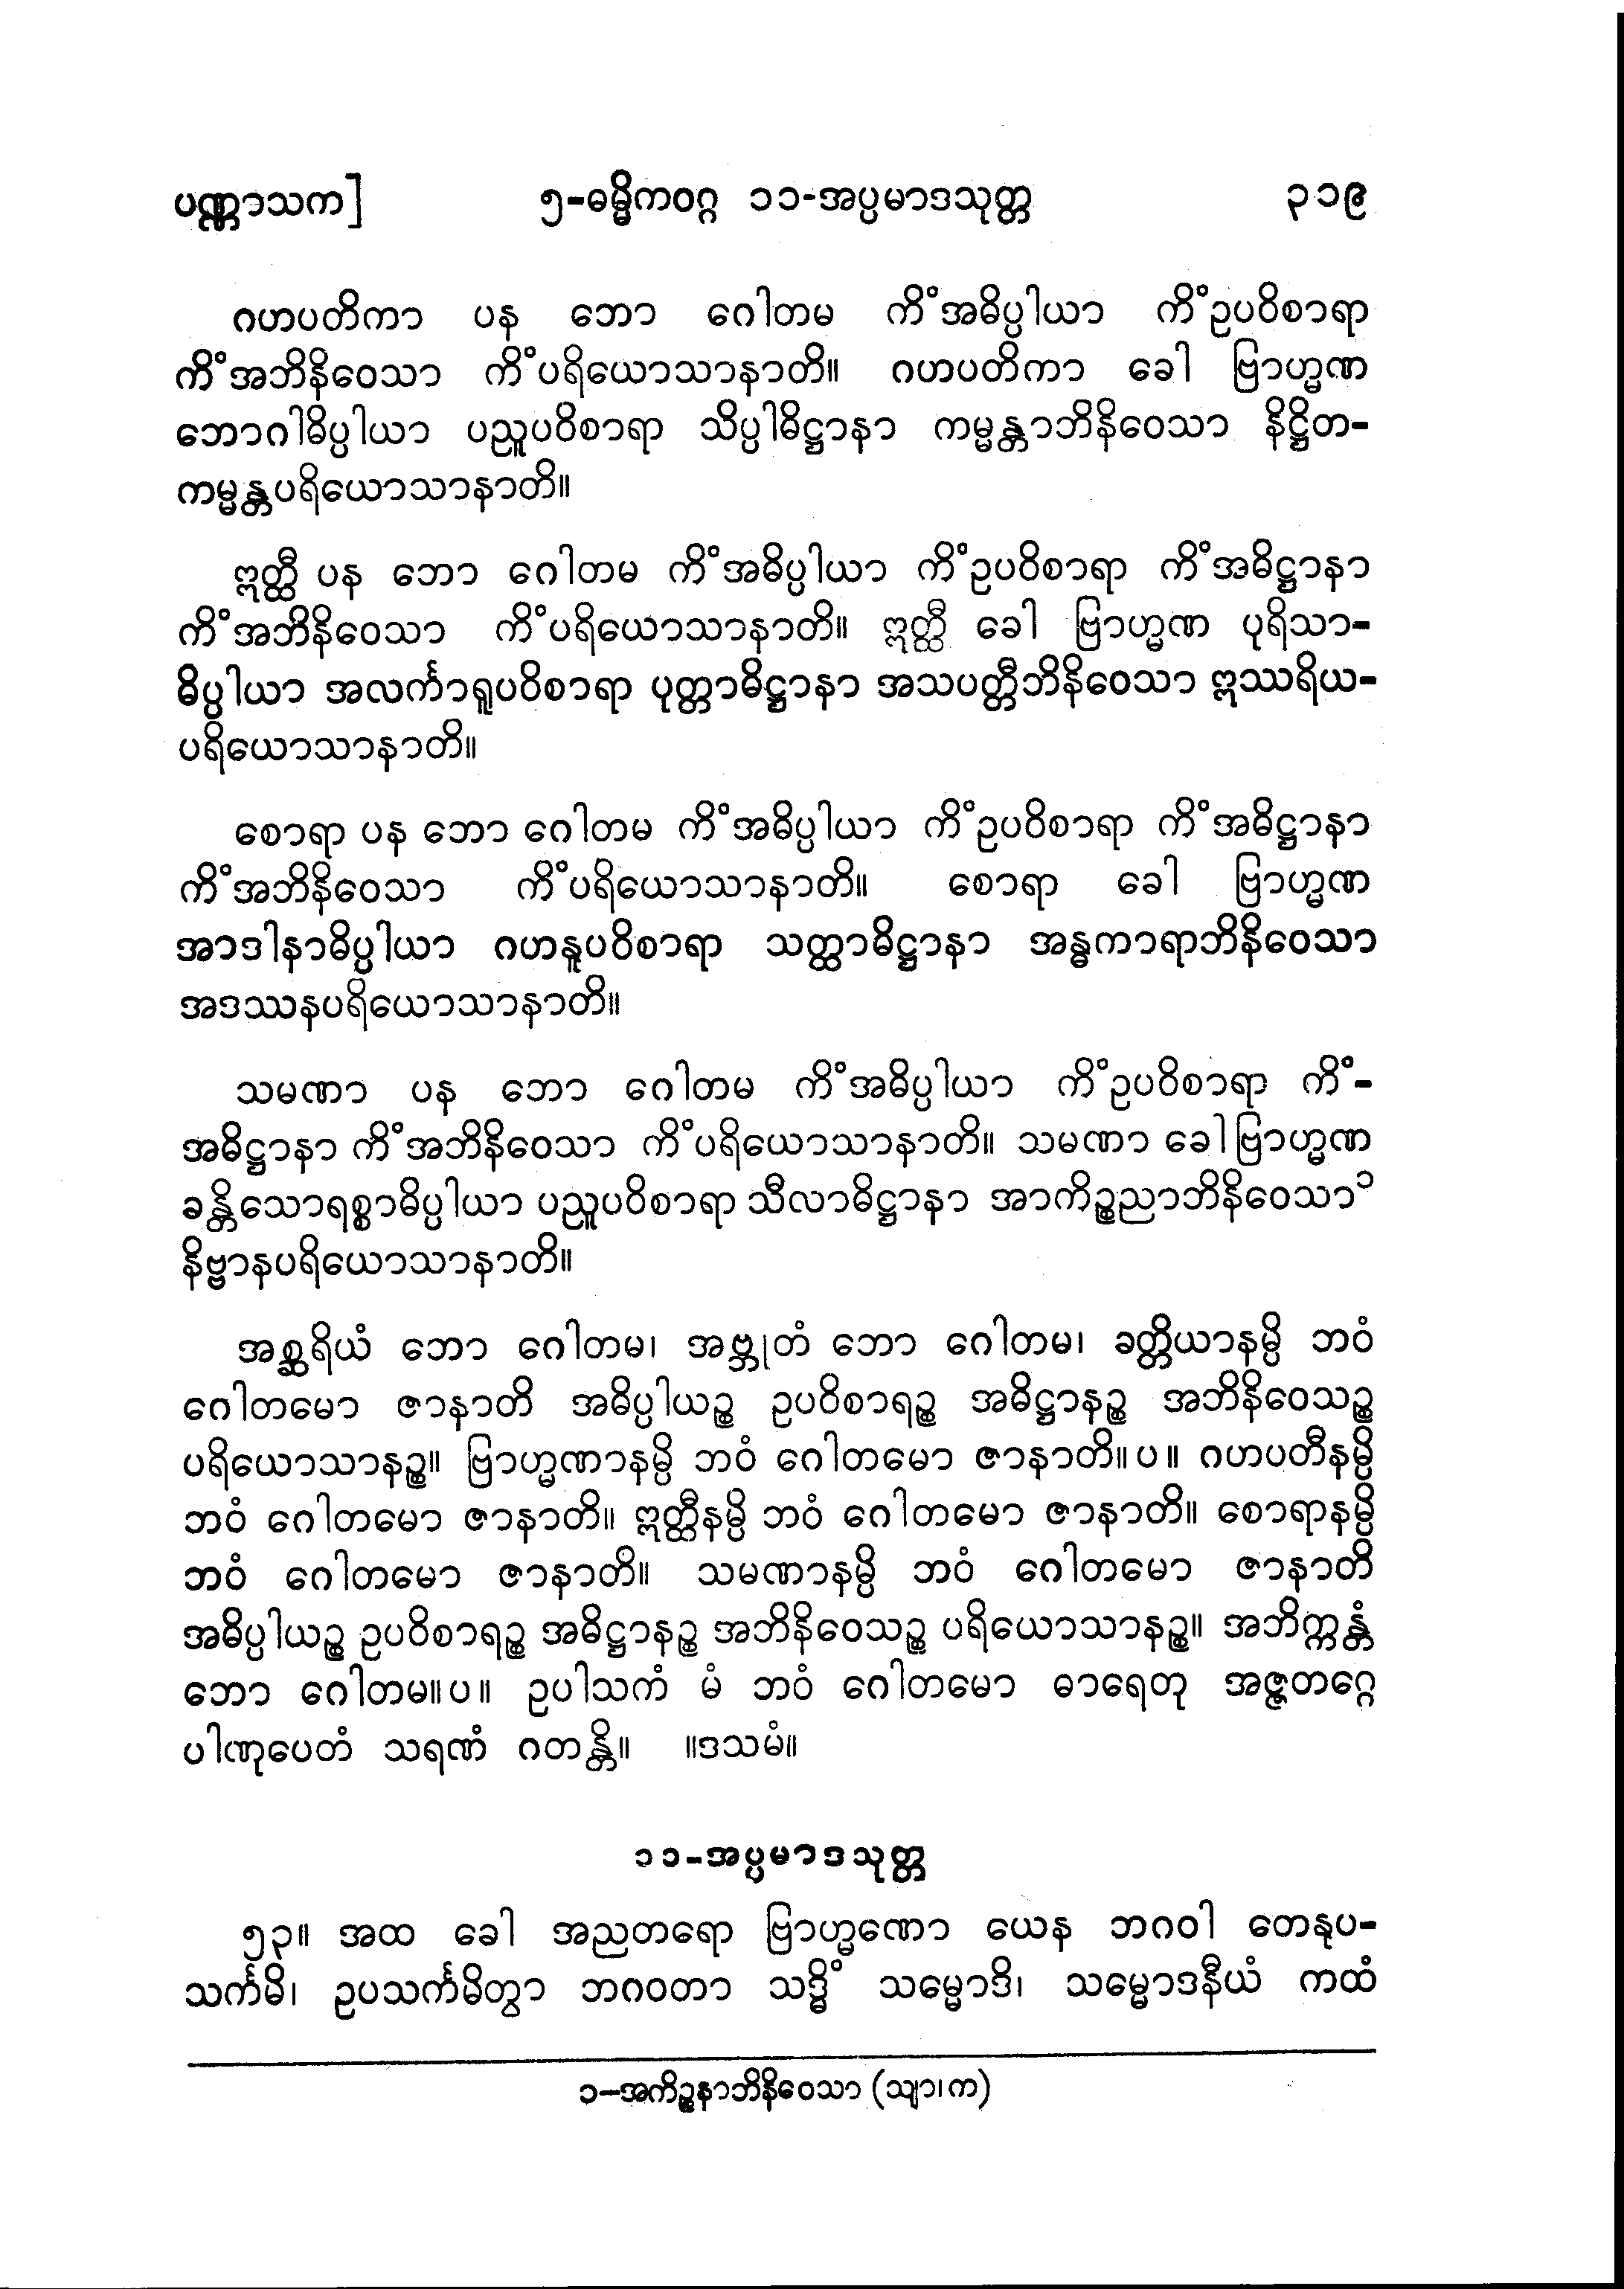 ပဏ္ဏာသက] ၅-ဓမ္မိကဝဂ္ဂ ၁၁-အပ္ပမာဒသုတ္တ ၃၁၉
ဂဟပတိကာ ပန ဘော ဂေါတမ ကိံအဓိပ္ပါယာ ကိံဥပဝိစာရာ
ကိံအဘိနိဝေသာ ကိံပရိယောသာနာတိ။ ဂဟပတိကာ ခေါ ဗြာဟ္မဏ
ဘောဂါဓိပ္ပါယာ ပညူပဝိစာရာ သိပ္ပါဓိဋ္ဌာနာ ကမ္မန္တာဘိနိဝေသာ နိဋ္ဌိတ-
ကမ္မန္တပရိယောသာနာတိ။
ဣတ္ထီ ပန ဘော ဂေါတမ ကိံအဓိပ္ပါယာ ကိံဥပဝိစာရာ ကိံအဓိဋ္ဌာနာ
ကိံအဘိနိဝေသာ ကိံပရိယောသာနာတိ။ ဣတ္ထီ ခေါ ဗြာဟ္မဏ ပုရိသာ-
ဓိပ္ပါယာ အလင်္ကာရူပဝိစာရာ ပုတ္တာဓိဋ္ဌာနာ အသပတ္တီဘိနိဝေသာ ဣဿရိယ-
ပရိယောသာနာတိ။
စောရာ ပန ဘော ဂေါတမ ကိံအဓိပ္ပါယာ ကိံဥပဝိစာရာ ကိံအဓိဋ္ဌာနာ
ကိံအဘိနိဝေသာ ကိံပရိယောသာနာတိ။ စောရာ ခေါ ဗြာဟ္မဏ
အာဒါနာဓိပ္ပါယာ ဂဟနူပဝိစာရာ သတ္ထာဓိဋ္ဌာနာ အန္ဓကာရာဘိနိဝေသာ
အဒဿနပရိယောသာနာတိ။
သမဏာ ပန ဘော ဂေါတမ ကိံအဓိပ္ပါယာ ကိံဥပဝိစာရာ ကိံ-
အဓိဋ္ဌာနာ ကိံအဘိနိဝေသာ ကိံပရိယောသာနာတိ။ သမဏာ ခေါ ဗြာဟ္မဏ
ခန္တိသောရစ္စာဓိပ္ပါယာ ပညူပဝိစာရာ သီလာဓိဋ္ဌာနာ အာကိဉ္စညာဘိနိဝေသာ၁
နိဗ္ဗာနပရိယောသာနာတိ။
အစ္ဆရိယံ ဘော ဂေါတမ၊ အဗ္ဘုတံ ဘော ဂေါတမ၊ ခတ္တိယာနမ္ပိ ဘဝံ
ဂေါတမော ဇာနာတိ အဓိပ္ပါယဉ္စ ဥပဝိစာရဉ္စ အဓိဋ္ဌာနဉ္စ အဘိနိဝေသဉ္စ
ပရိယောသာနဉ္စ။ ဗြာဟ္မဏာနမ္ပိ ဘဝံ ဂေါတမော ဇာနာတိ။ပ။ ဂဟပတီနမ္ပိ
ဘဝံ ဂေါတမော ဇာနာတိ။ ဣတ္ထီနမ္ပိ ဘဝံ ဂေါတမော ဇာနာတိ။ စောရာနမ္ပိ
ဘဝံ ဂေါတမော ဇာနာတိ။ သမဏာနမ္ပိ ဘဝံ ဂေါတမော ဇာနာတိ
အဓိပ္ပါယဉ္စ ဥပဝိစာရဉ္စ အဓိဋ္ဌာနဉ္စ အဘိနိဝေသဉ္စ ပရိယောသာနဉ္စ။ အဘိက္ကန္တံ
ဘော ဂေါတမ။ပ။ ဥပါသကံ မံ ဘဝံ ဂေါတမော ဓာရေတု အဇ္ဇတဂ္ဂေ
ပါဏုပေတံ သရဏံ ဂတန္တိ။ ။ဒသမံ။
၁၁-အပ္ပမာဒသုတ္တ
၅၃။ အထ ခေါ အညတရော ဗြာဟ္မဏော ယေန ဘဂဝါ တေနုပ-
သင်္ကမိ၊ ဥပသင်္ကမိတွာ ဘဂဝတာ သဒ္ဓိံ သမ္မောဒိ၊ သမ္မောဒနီယံ ကထံ
၁-အကိဉ္စနာဘိနိဝေသာ (သျာ၊က)